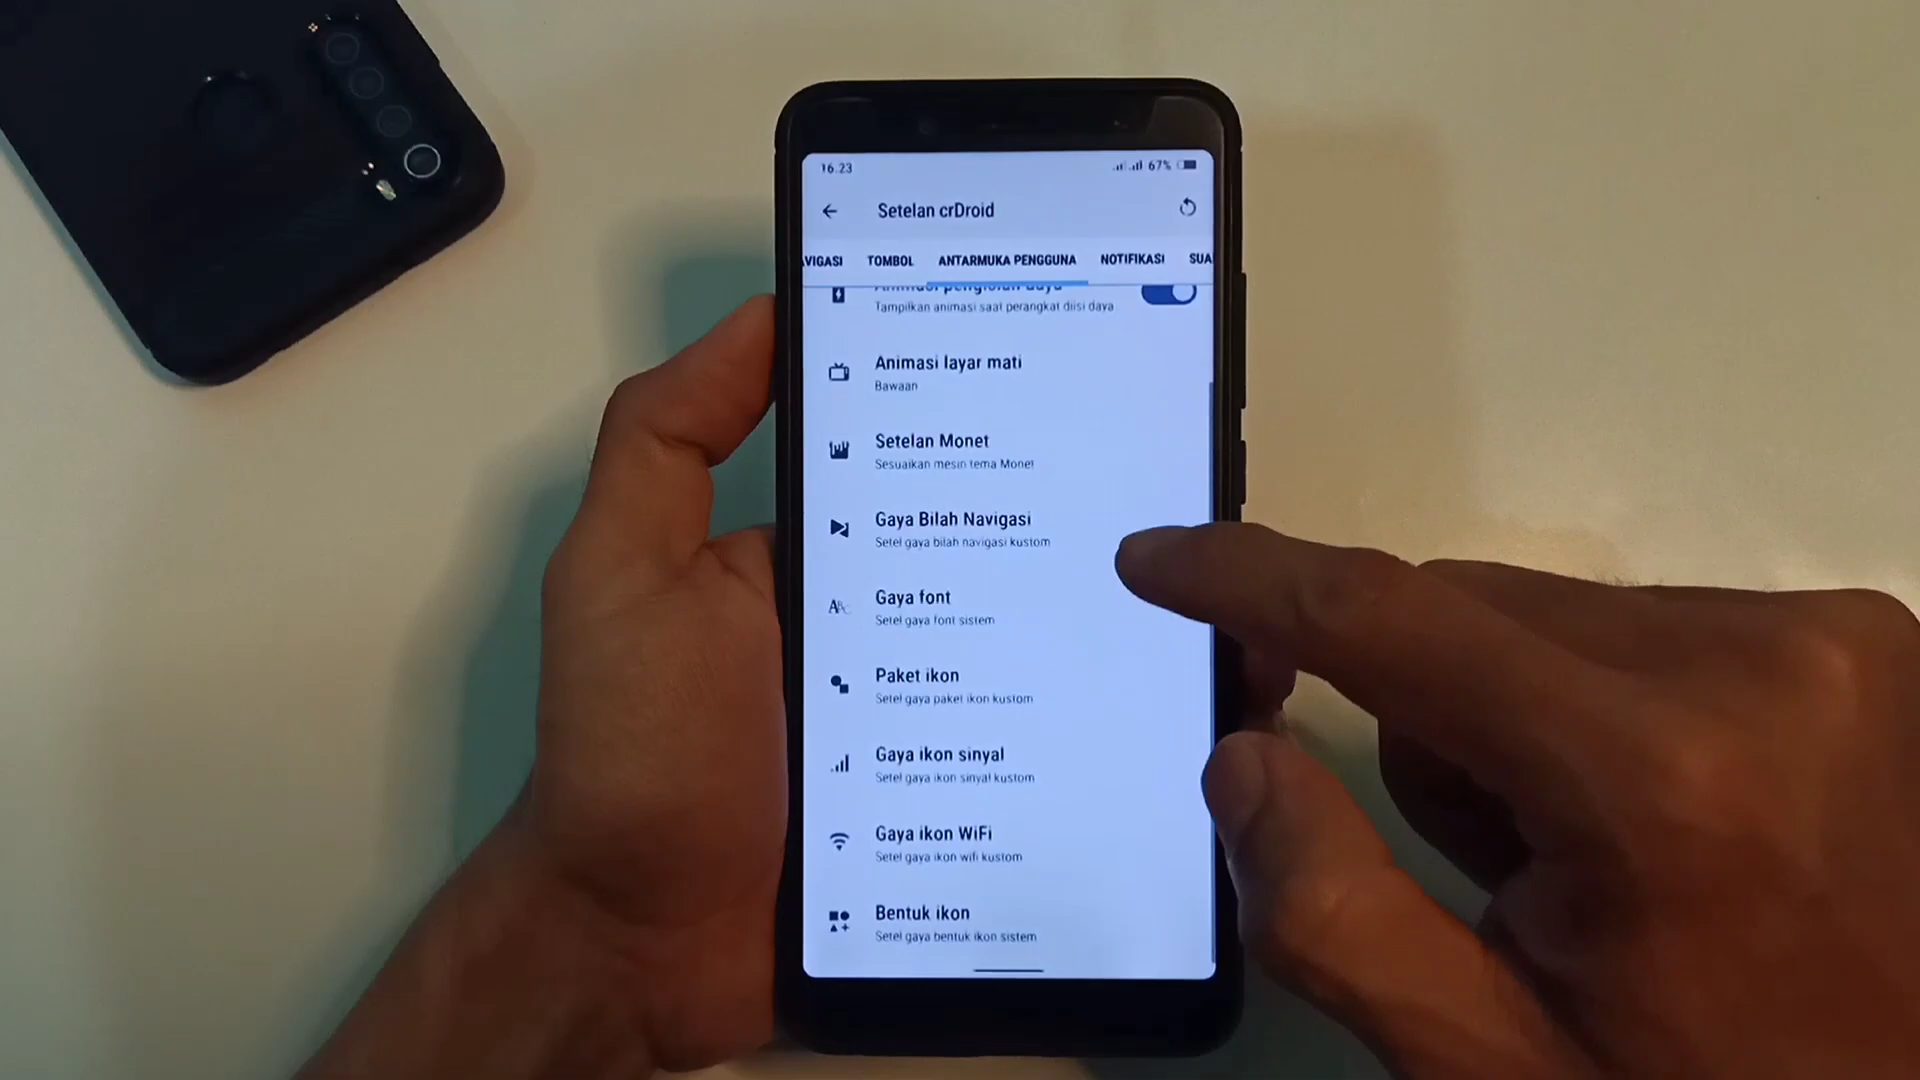 16.23
67%
Setelan crDroid
VIGASI TOMBOL ANTARMUKA PENGGUNA NOTIFIKASI SUA
Animasi pengisian daya
Tampilkan animasi saat perangkat diisi daya
Animasi layar mati
Bawaan
Setelan Monet
Sesuaikan mesin tema Monet
Gaya Bilah Navigasi
Setel gaya bilah navigasi kustom
Gaya font
Setel gaya font sistem
Paket ikon
Setel gaya paket ikon kustom
Gaya ikon sinyal
Setel gaya ikon sinyal kustom
Gaya ikon WiFi
Setel gaya ikon wifi kustom
Bentuk ikon
Setel gaya bentuk ikon sistem